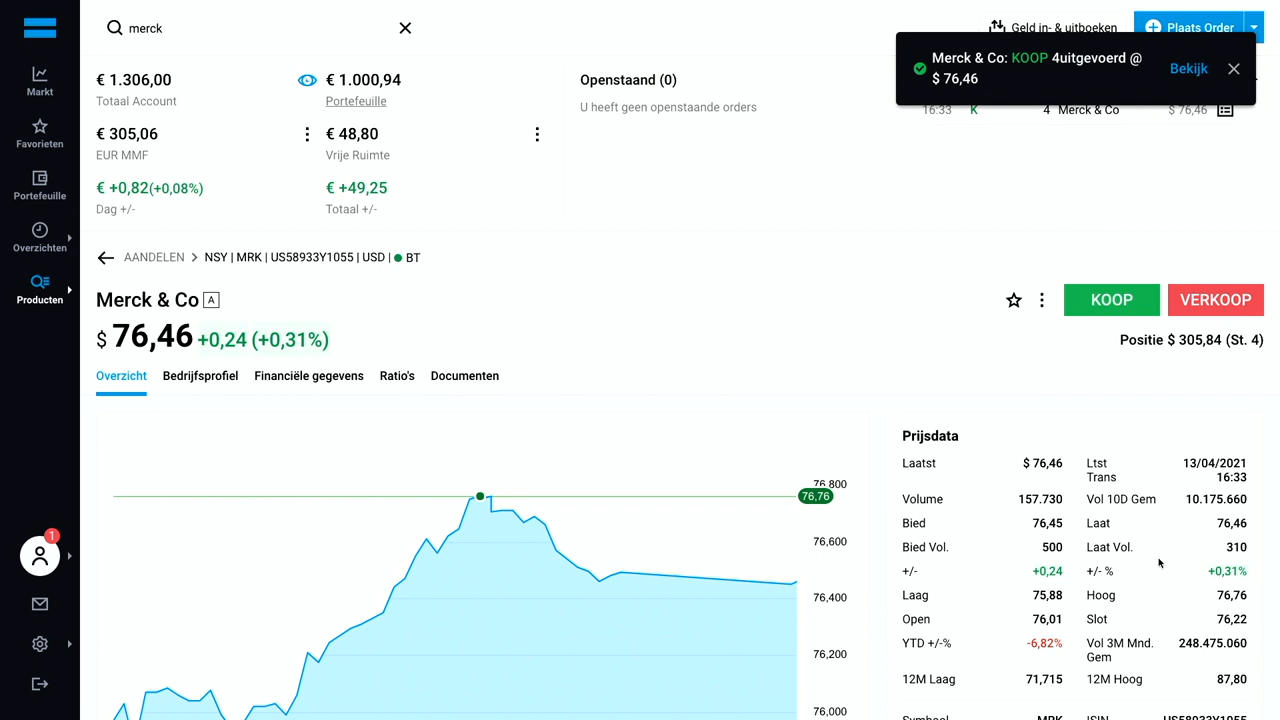 merck
Geld in- & uitboeken
Plaats Order
Merck & Co: KOOP 4uitgevoerd @
$ 76,46
Bekijk
16:33 K 4 Merck & Co $ 76,46
Markt
Favorieten
Portefeuille
Overzichten
Producten
1
€ 1.306,00
Totaal Account
€ 1.000,94
Portefeuille
€ 305,06
EUR MMF
€ 48,80
Vrije Ruimte
€ +0,82(+0,08%)
Dag +/-
€ +49,25
Totaal +/-
Openstaand (0)
U heeft geen openstaande orders
AANDELEN > NSY | MRK | US58933Y1055 | USD | BT
Merck & Co A
KOOP
VERKOOP
$ 76,46 +0,24 (+0,31%)
Positie $ 305,84 (St. 4)
Overzicht Bedrijfsprofiel Financiële gegevens Ratio's Documenten
76,800
76,76
76,600
76,400
76,200
76,000
Prijsdata
Laatst $ 76,46 Ltst Trans 13/04/2021 16:33
Volume 157.730 Vol 10D Gem 10.175.660
Bied 76,45 Laat 76,46
Bied Vol. 500 Laat Vol. 310
+/- +0,24 +/- % +0,31%
Laag 75,88 Hoog 76,76
Open 76,01 Slot 76,22
YTD +/-% -6,82% Vol 3M Mnd. Gem 248.475.060
12M Laag 71,715 12M Hoog 87,80
Symbool MRK ISIN US58933Y1055